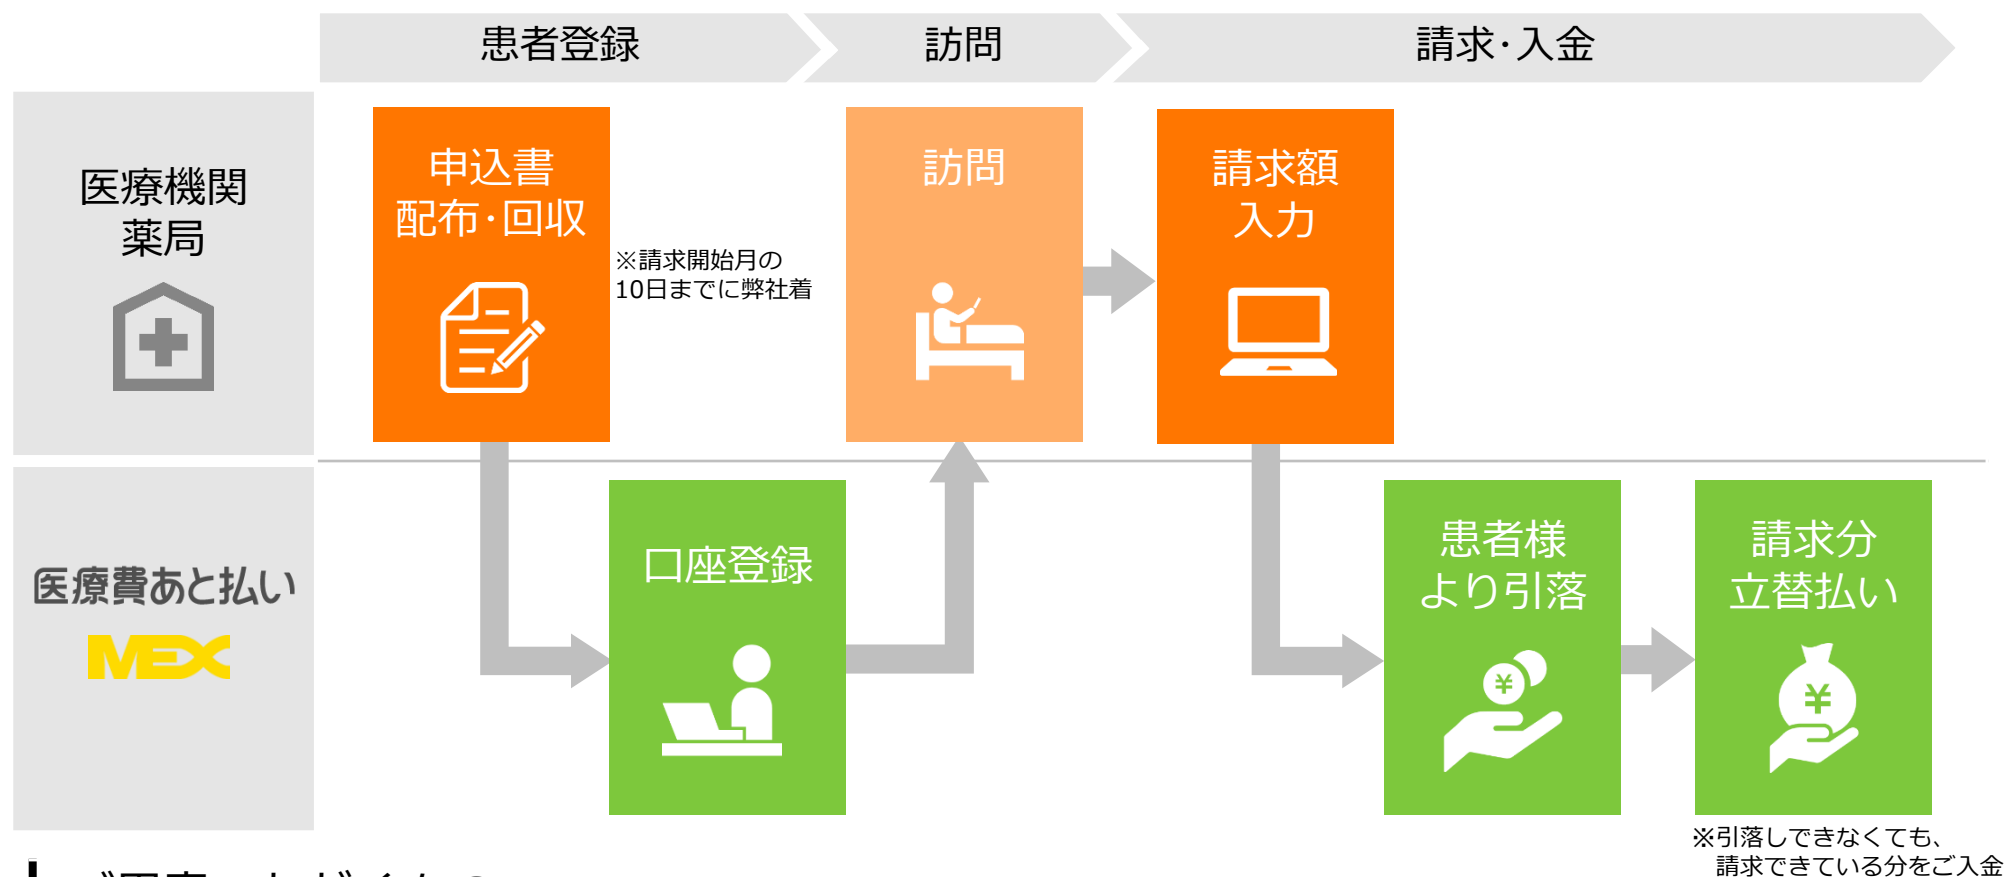 患者登録
訪問
請求･入金
医療機関
薬局
申込書
配布･回収
※請求開始月の
10日までに弊社着
訪問
請求額
入力
医療費あと払い
MEX
口座登録
患者様
より引落
¥
請求分
立替払い
¥
※引落しできなくても、
請求できている分をご入金